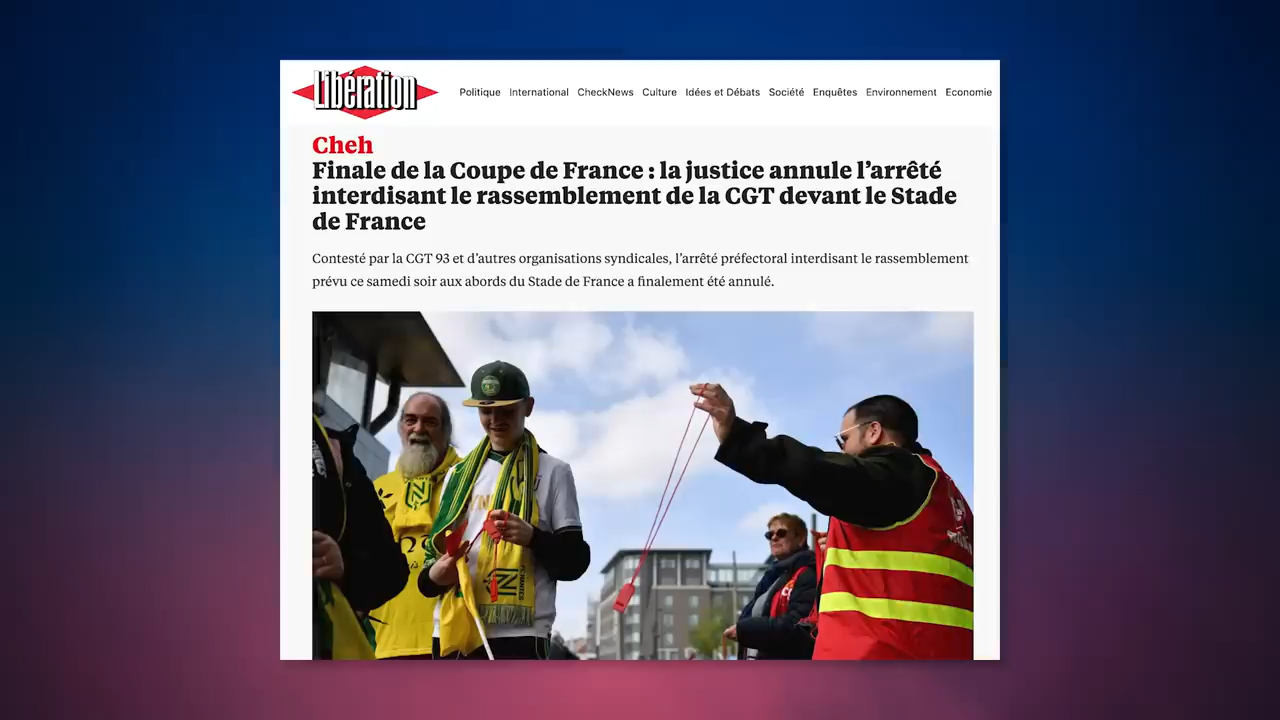 Libération
Politique International CheckNews Culture Idées et Débats Société Enquêtes Environnement Economie
Cheh
Finale de la Coupe de France : la justice annule l’arrêté
interdisant le rassemblement de la CGT devant le Stade
de France
Contesté par la CGT 93 et d’autres organisations syndicales, l’arrêté préfectoral interdisant le rassemblement
prévu ce samedi soir aux abords du Stade de France a finalement été annulé.